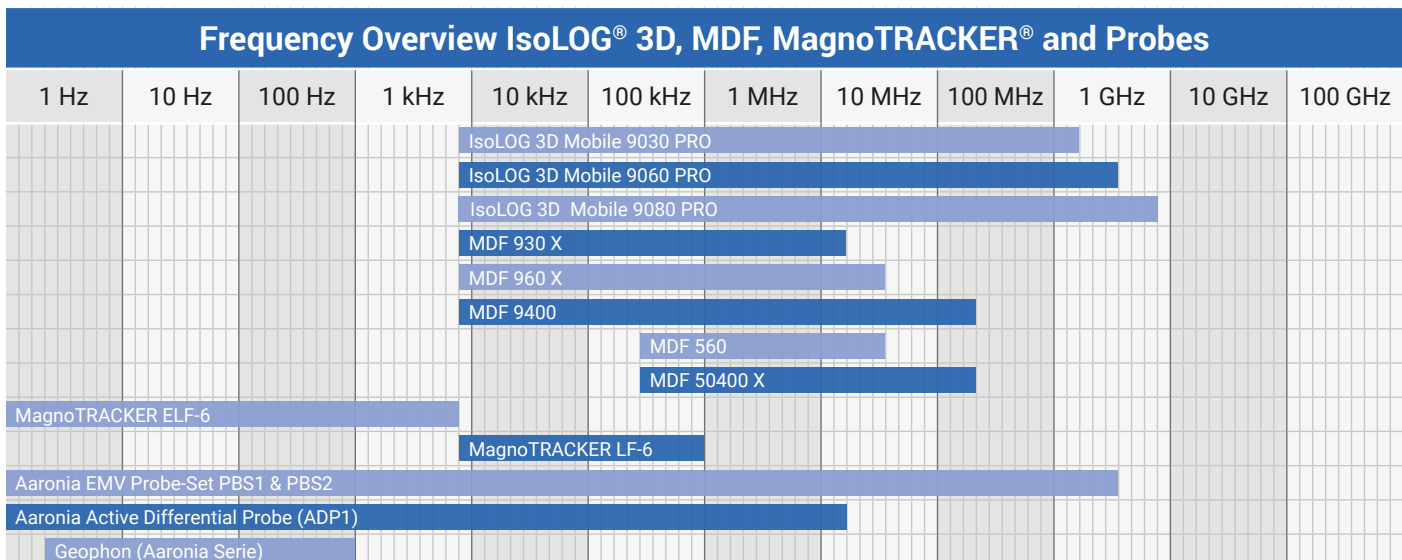 Frequency Overview IsoLOG® 3D, MDF, MagnoTRACKER® and Probes
1 Hz 10 Hz 100 Hz 1 kHz 10 kHz 100 kHz 1 MHz 10 MHz 100 MHz 1 GHz 10 GHz 100 GHz
IsoLOG 3D Mobile 9030 PRO
IsoLOG 3D Mobile 9060 PRO
IsoLOG 3D Mobile 9080 PRO
MDF 930 X
MDF 960 X
MDF 9400
MDF 560
MDF 50400 X
MagnoTRACKER ELF-6
MagnoTRACKER LF-6
Aaronia EMV Probe-Set PBS1 & PBS2
Aaronia Active Differential Probe (ADP1)
Geophon (Aaronia Serie)